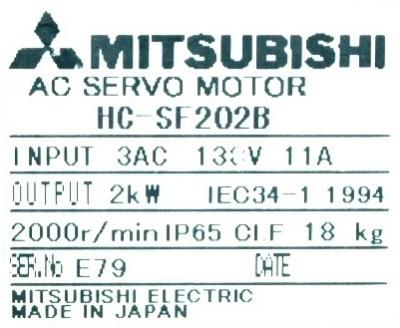 MITSUBISHI
AC SERVO MOTOR
HC-SF202B
INPUT 3AC 11A
OUTPUT 2kW IEC34-1 1994
2000r/min IP65 Cl.F 18 kg
SER.No E79 DATE
MITSUBISHI ELECTRIC
MADE IN JAPAN